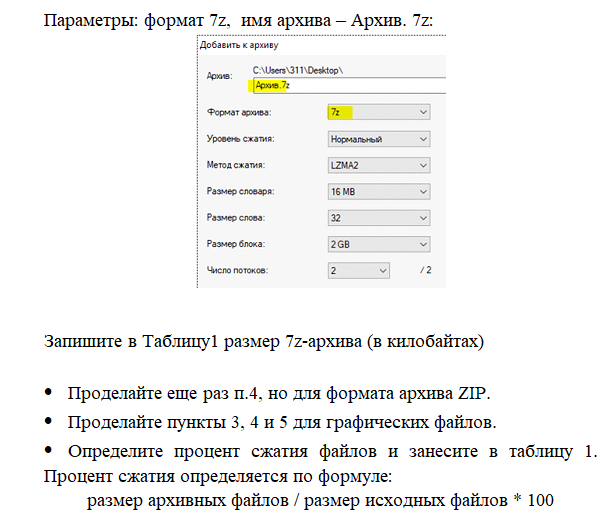 Параметры: формат 7z, имя архива – Архив. 7z:
Добавить к архиву
Архив:
C:\Users\311\Desktop\
Архив.7z
Формат архива: 7z
Уровень сжатия: Нормальный
Метод сжатия: LZMA2
Размер словаря: 16 MB
Размер слова: 32
Размер блока: 2 GB
Число потоков: 2 / 2
Запишите в Таблицу1 размер 7z-архива (в килобайтах)
• Проделайте еще раз п.4, но для формата архива ZIP.
• Проделайте пункты 3, 4 и 5 для графических файлов.
• Определите процент сжатия файлов и занесите в таблицу 1.
Процент сжатия определяется по формуле:
размер архивных файлов / размер исходных файлов * 100